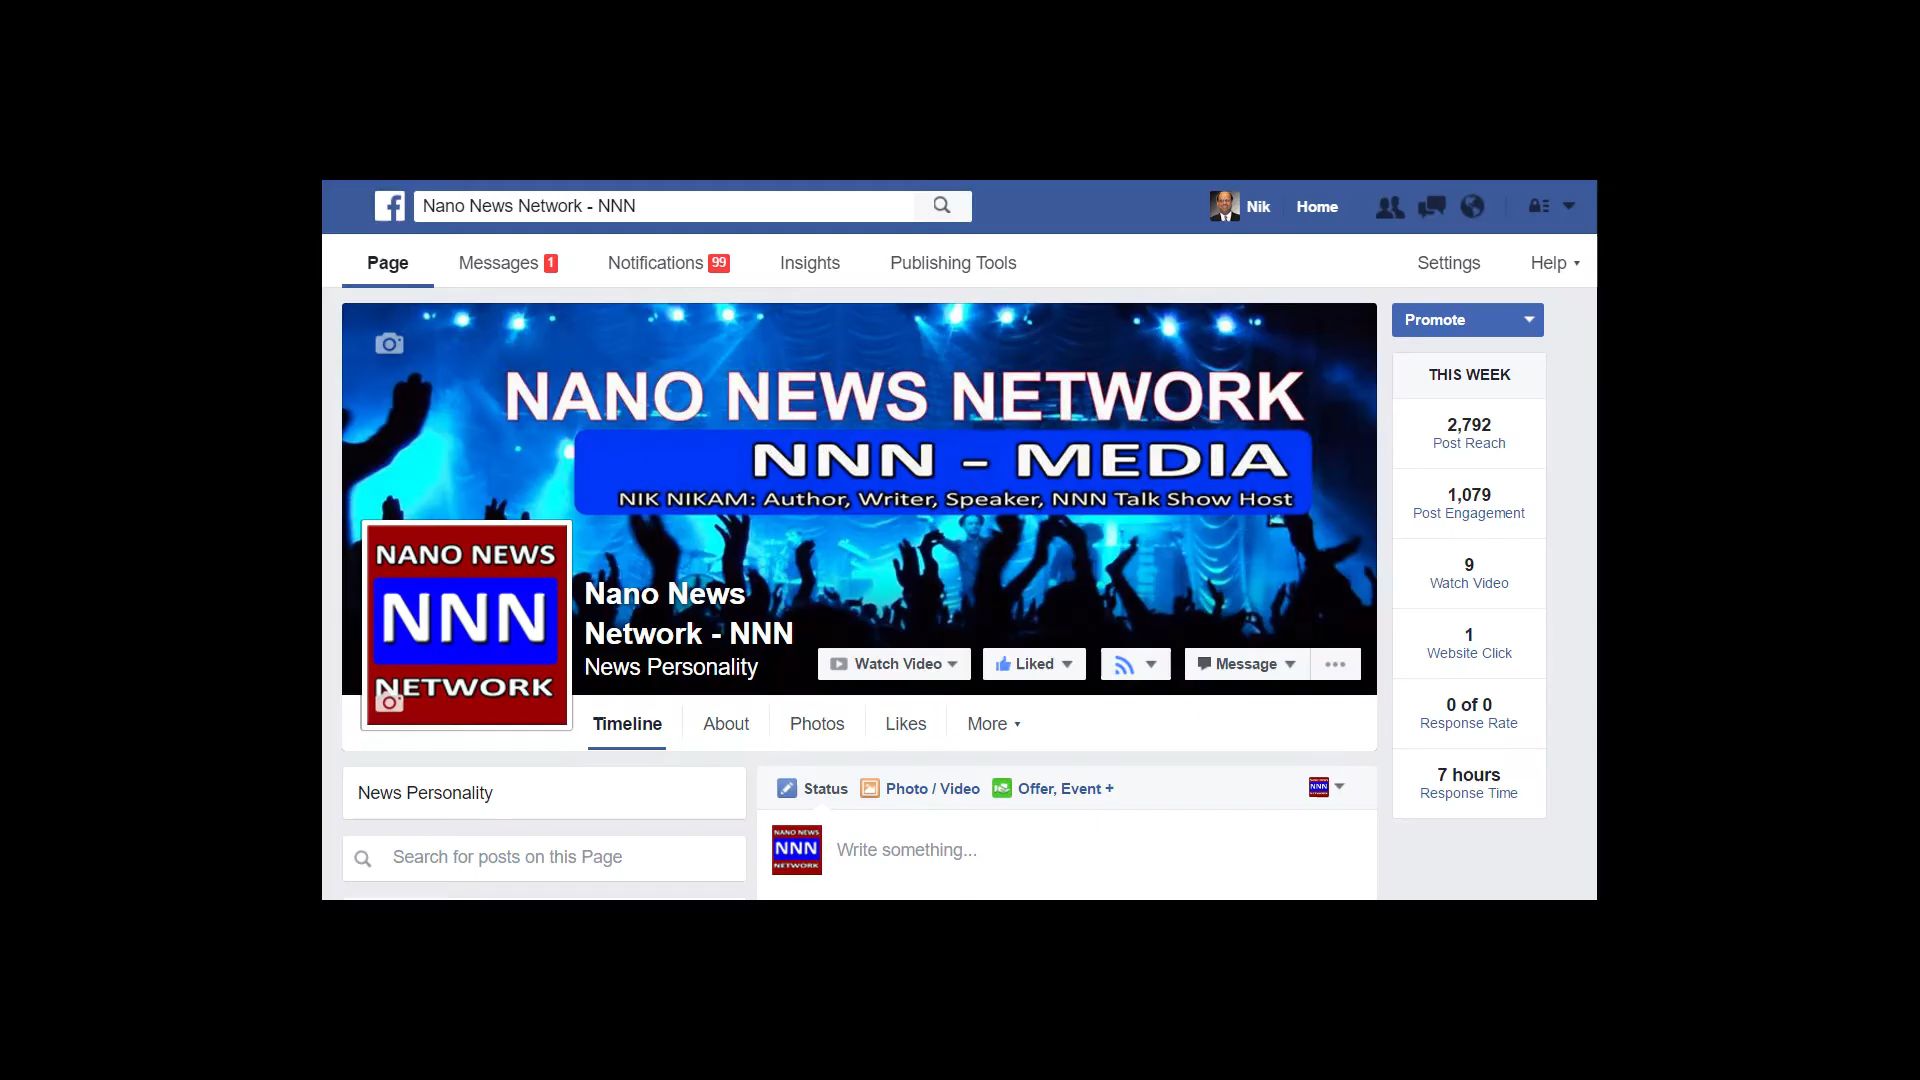 Nano News Network - NNN
Nik Home
Page Messages 1 Notifications 99 Insights Publishing Tools Settings Help
NANO NEWS NETWORK
NNN - MEDIA
NIK NIKAM: Author, Writer, Speaker, NNN Talk Show Host
NANO NEWS
NNN
NETWORK
Nano News
Network - NNN
News Personality
Watch Video Liked Message
Timeline About Photos Likes More
Promote
THIS WEEK
2,792
Post Reach
1,079
Post Engagement
9
Watch Video
1
Website Click
0 of 0
Response Rate
7 hours
Response Time
News Personality
Search for posts on this Page
Status Photo / Video Offer, Event +
NNN
NANO NEWS
NNN
NETWORK
Write something...